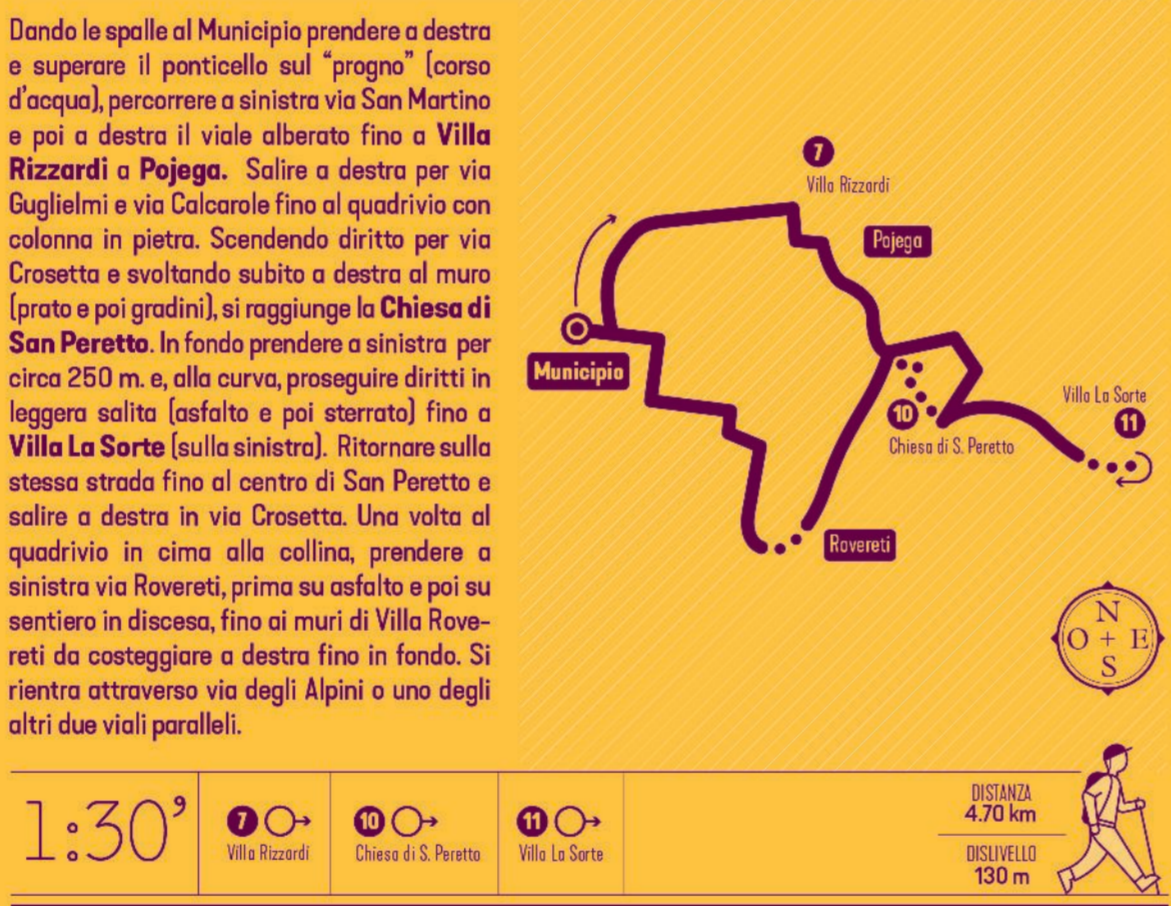 Dando le spalle al Municipio prendere a destra
e superare il ponticello sul “progno” (corso
d’acqua), percorrere a sinistra via San Martino
e poi a destra il viale alberato fino a Villa
Rizzardi a Pojega. Salire a destra per via
Guglielmi e via Calcarole fino al quadrivio con
colonna in pietra. Scendendo diritto per via
Crosetta e svoltando subito a destra al muro
(prato e poi gradini), si raggiunge la Chiesa di
San Peretto. In fondo prendere a sinistra per
circa 250 m. e, alla curva, proseguire diritti in
leggera salita (asfalto e poi sterrato) fino a
Villa La Sorte (sulla sinistra). Ritornare sulla
stessa strada fino al centro di San Peretto e
salire a destra in via Crosetta. Una volta al
quadrivio in cima alla collina, prendere a
sinistra via Rovereti, prima su asfalto e poi su
sentiero in discesa, fino ai muri di Villa Rove-
reti da costeggiare a destra fino in fondo. Si
rientra attraverso via degli Alpini o uno degli
altri due viali paralleli.
7
Villa Rizzardi
Pojega
Municipio
Villa La Sorte
11
10
Chiesa di S. Peretto
Rovereti
N
O + E
S
1:30’
7
Villa Rizzardi
10
Chiesa di S. Peretto
11
Villa La Sorte
DISTANZA
4.70 km
DISLIVELLO
130 m